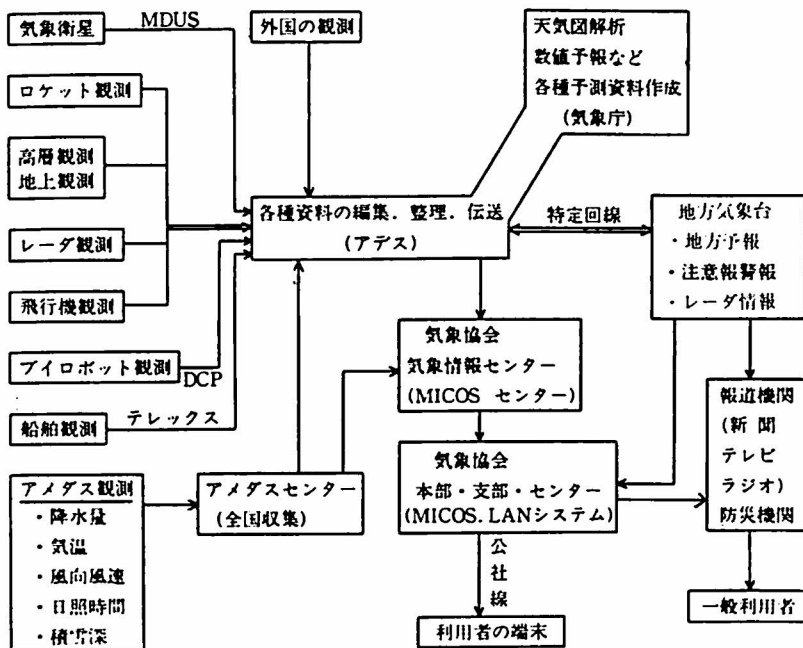 気象衛星
MDUS
外国の観測
天気図解析
数値予報など
各種予測資料作成
(気象庁)
ロケット観測
高層観測
地上観測
レーダ観測
飛行機観測
ブイロボット観測
DCP
船舶観測
テレックス
各種資料の編集．整理．伝送
(アデス)
特定回線
地方気象台
・地方予報
・注意報警報
・レーダ情報
気象協会
気象情報センター
(MICOS センター)
報道機関
(新聞
テレビ
ラジオ)
防災機関
アメダス観測
・降水量
・気温
・風向風速
・日照時間
・積雪深
アメダスセンター
(全国収集)
気象協会
本部・支部・センター
(MICOS.LANシステム)
公社線
利用者の端末
一般利用者